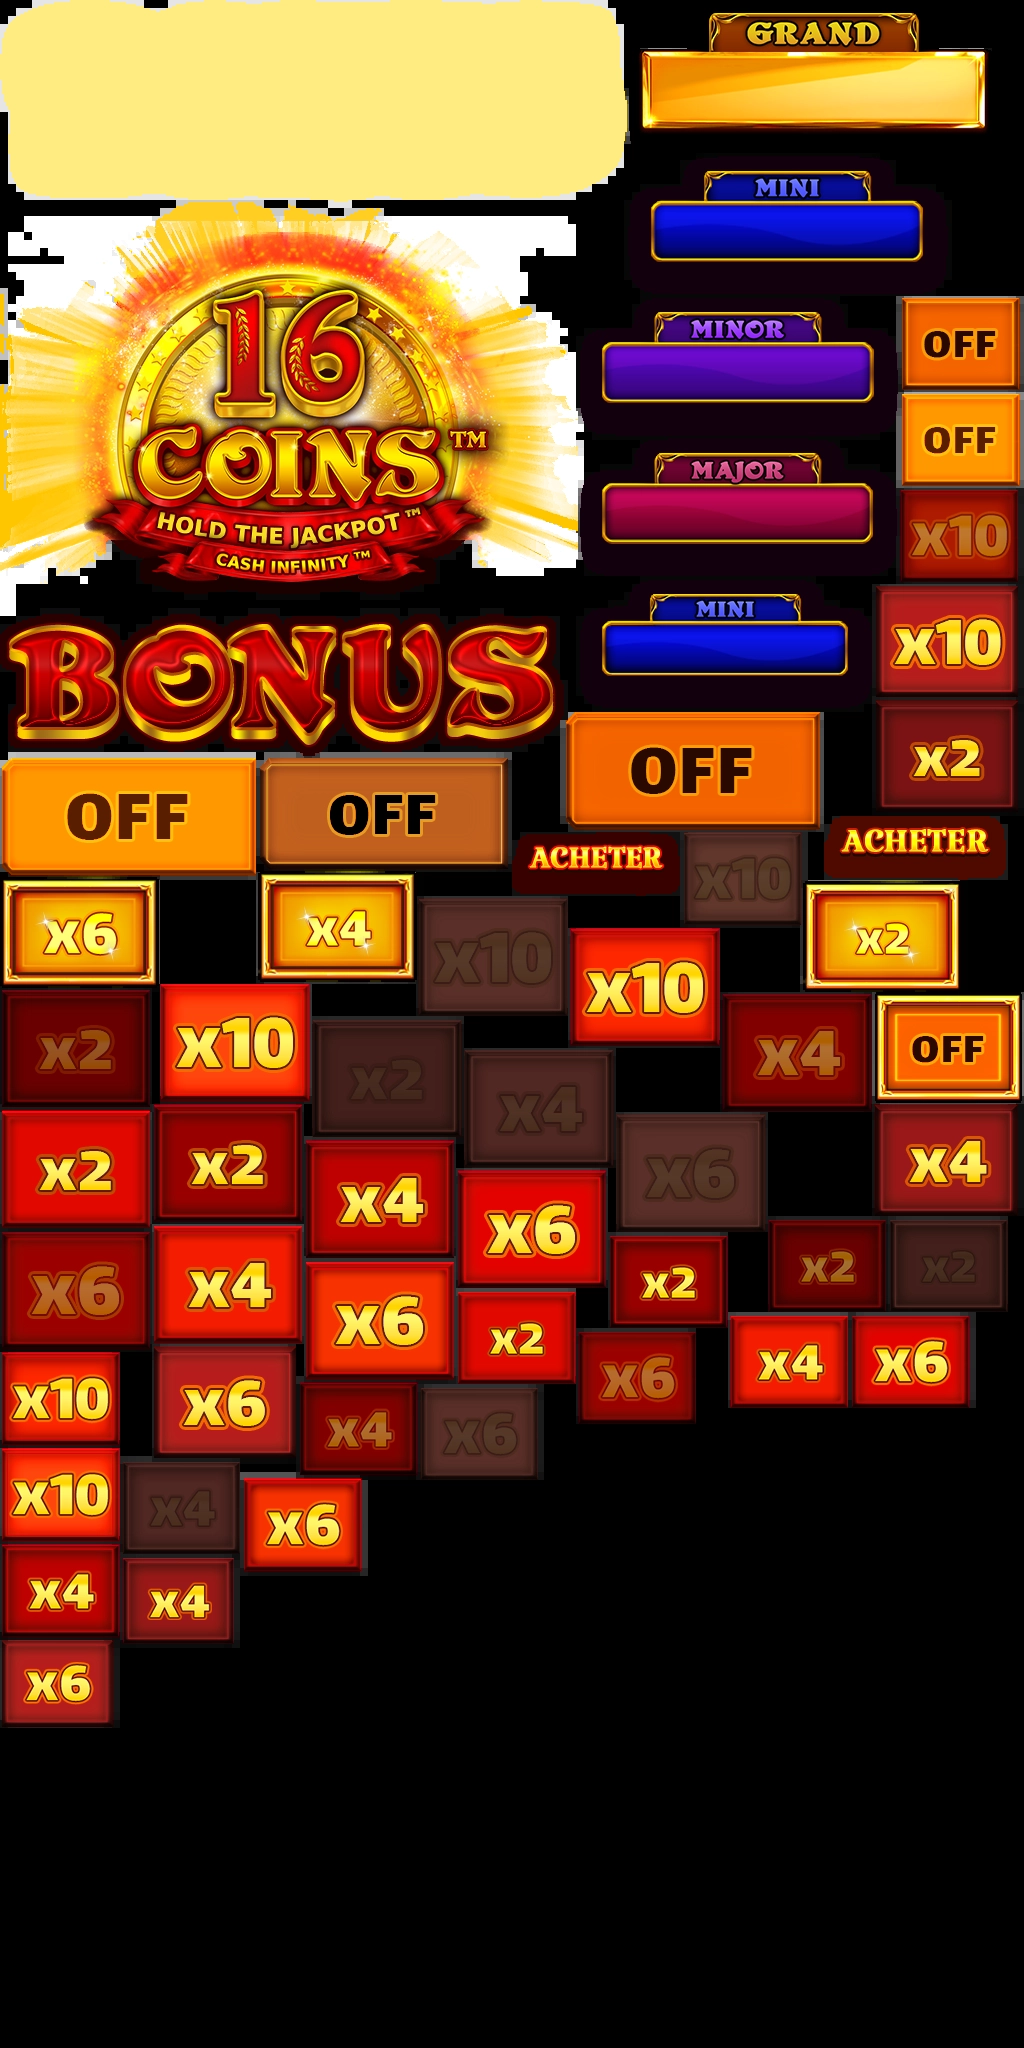 GRAND
MINI
16
COINS™
HOLD THE JACKPOT™
CASH INFINITY™
MINOR
OFF
OFF
MAJOR
x10
MINI
x10
BONUS
x2
OFF
OFF
OFF
ACHETER
x10
ACHETER
x6
x4
x10
x10
x2
x2
x10
x2
x4
x4
OFF
x2
x2
x4
x6
x6
x4
x6
x4
x6
x2
x2
x2
x2
x10
x6
x4
x6
x6
x4
x6
x10
x4
x6
x4
x4
x6